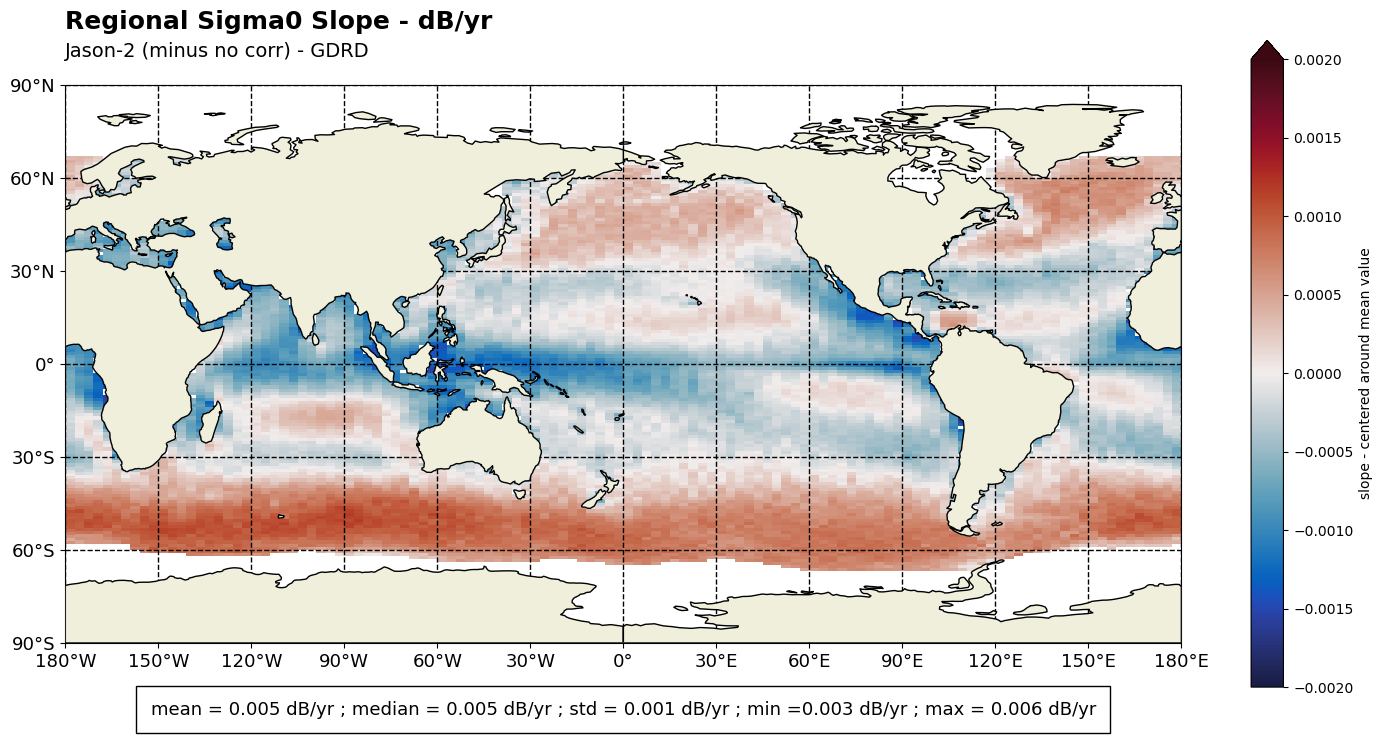 Regional Sigma0 Slope - dB/yr
Jason-2 (minus no corr) - GDRD
90°N
60°N
30°N
0°
30°S
60°S
90°S
180°W 150°W 120°W 90°W 60°W 30°W 0° 30°E 60°E 90°E 120°E 150°E 180°E
0.0020
0.0015
0.0010
0.0005
0.0000
−0.0005
−0.0010
−0.0015
−0.0020
slope - centered around mean value
mean = 0.005 dB/yr ; median = 0.005 dB/yr ; std = 0.001 dB/yr ; min =0.003 dB/yr ; max = 0.006 dB/yr